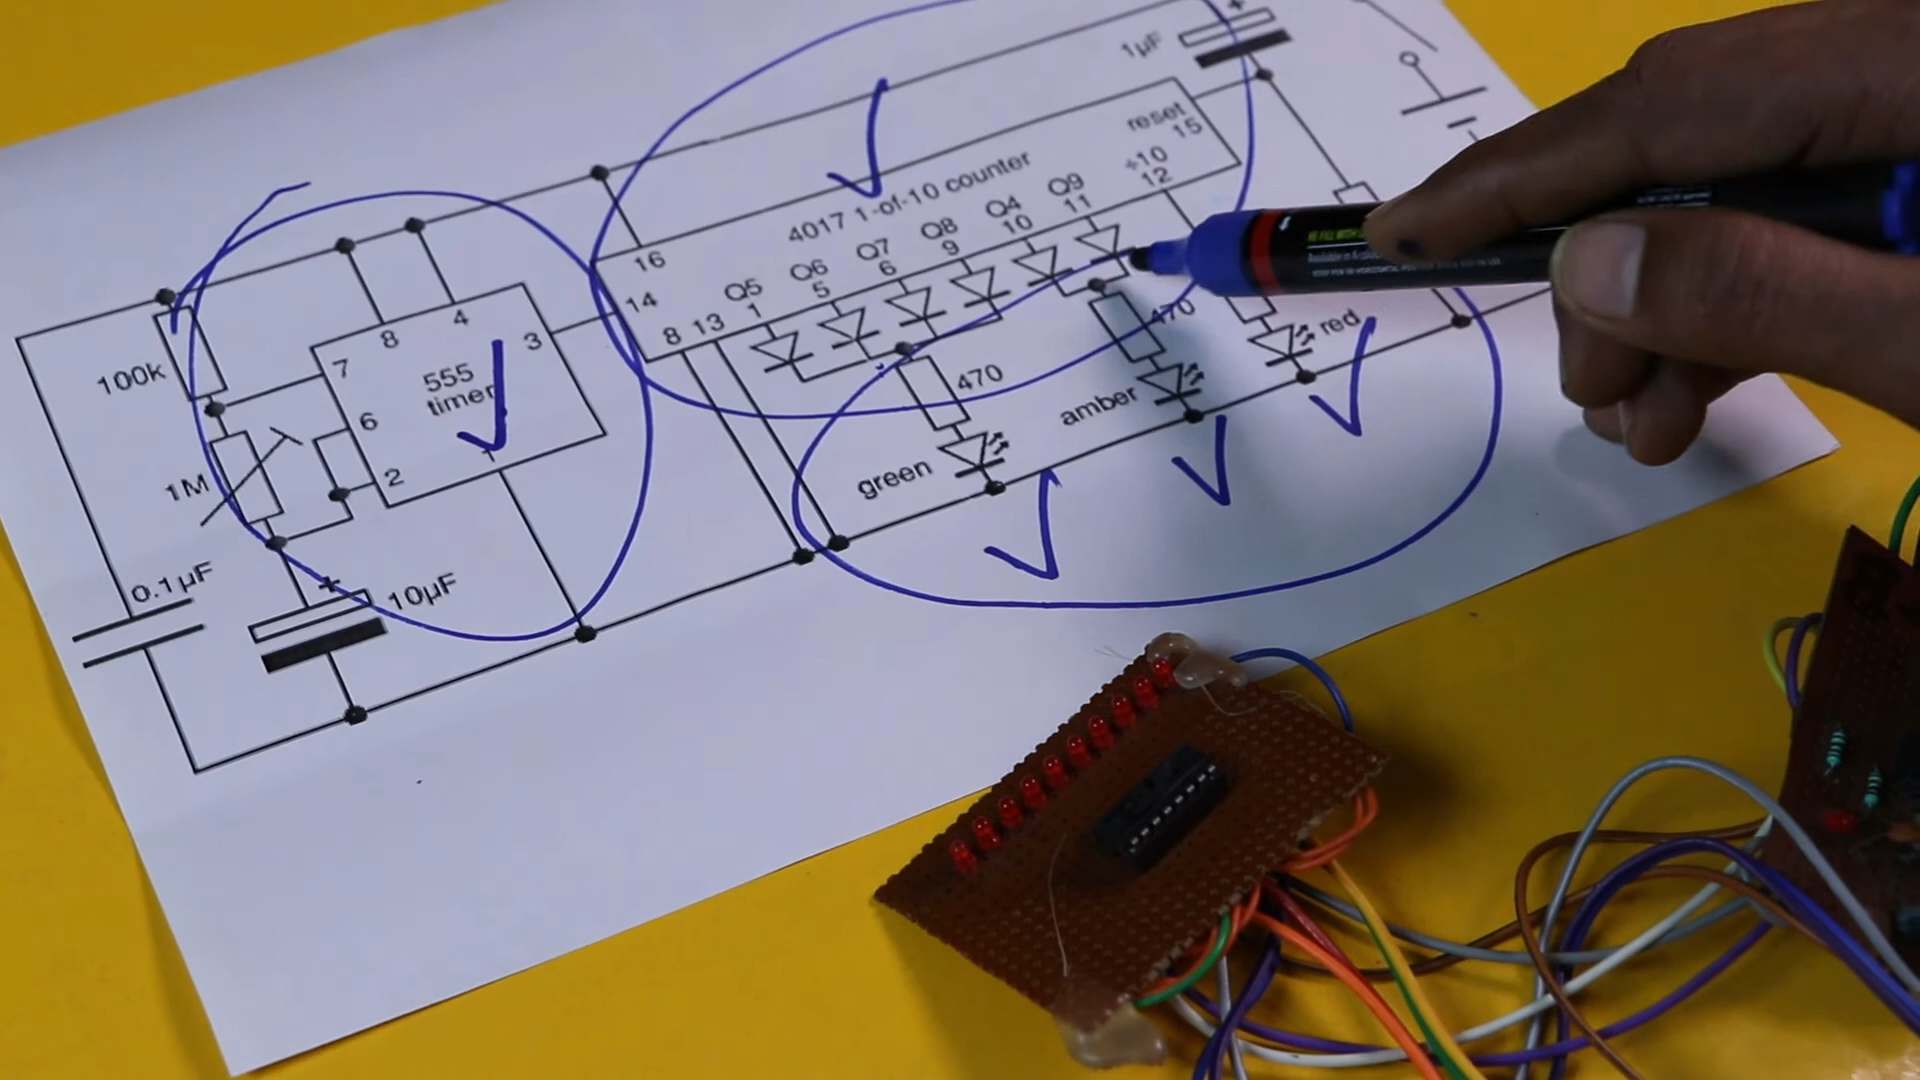 1µF
+
reset
15
4017 1-of-10 counter
÷10
12
Q9
11
Q4
10
Q8
9
Q7
6
Q6
5
Q5
1
16
14
8 13
3
4
8
7
6
2
555
timer
100k
1M
0.1µF
+
10µF
470
470
green
amber
red